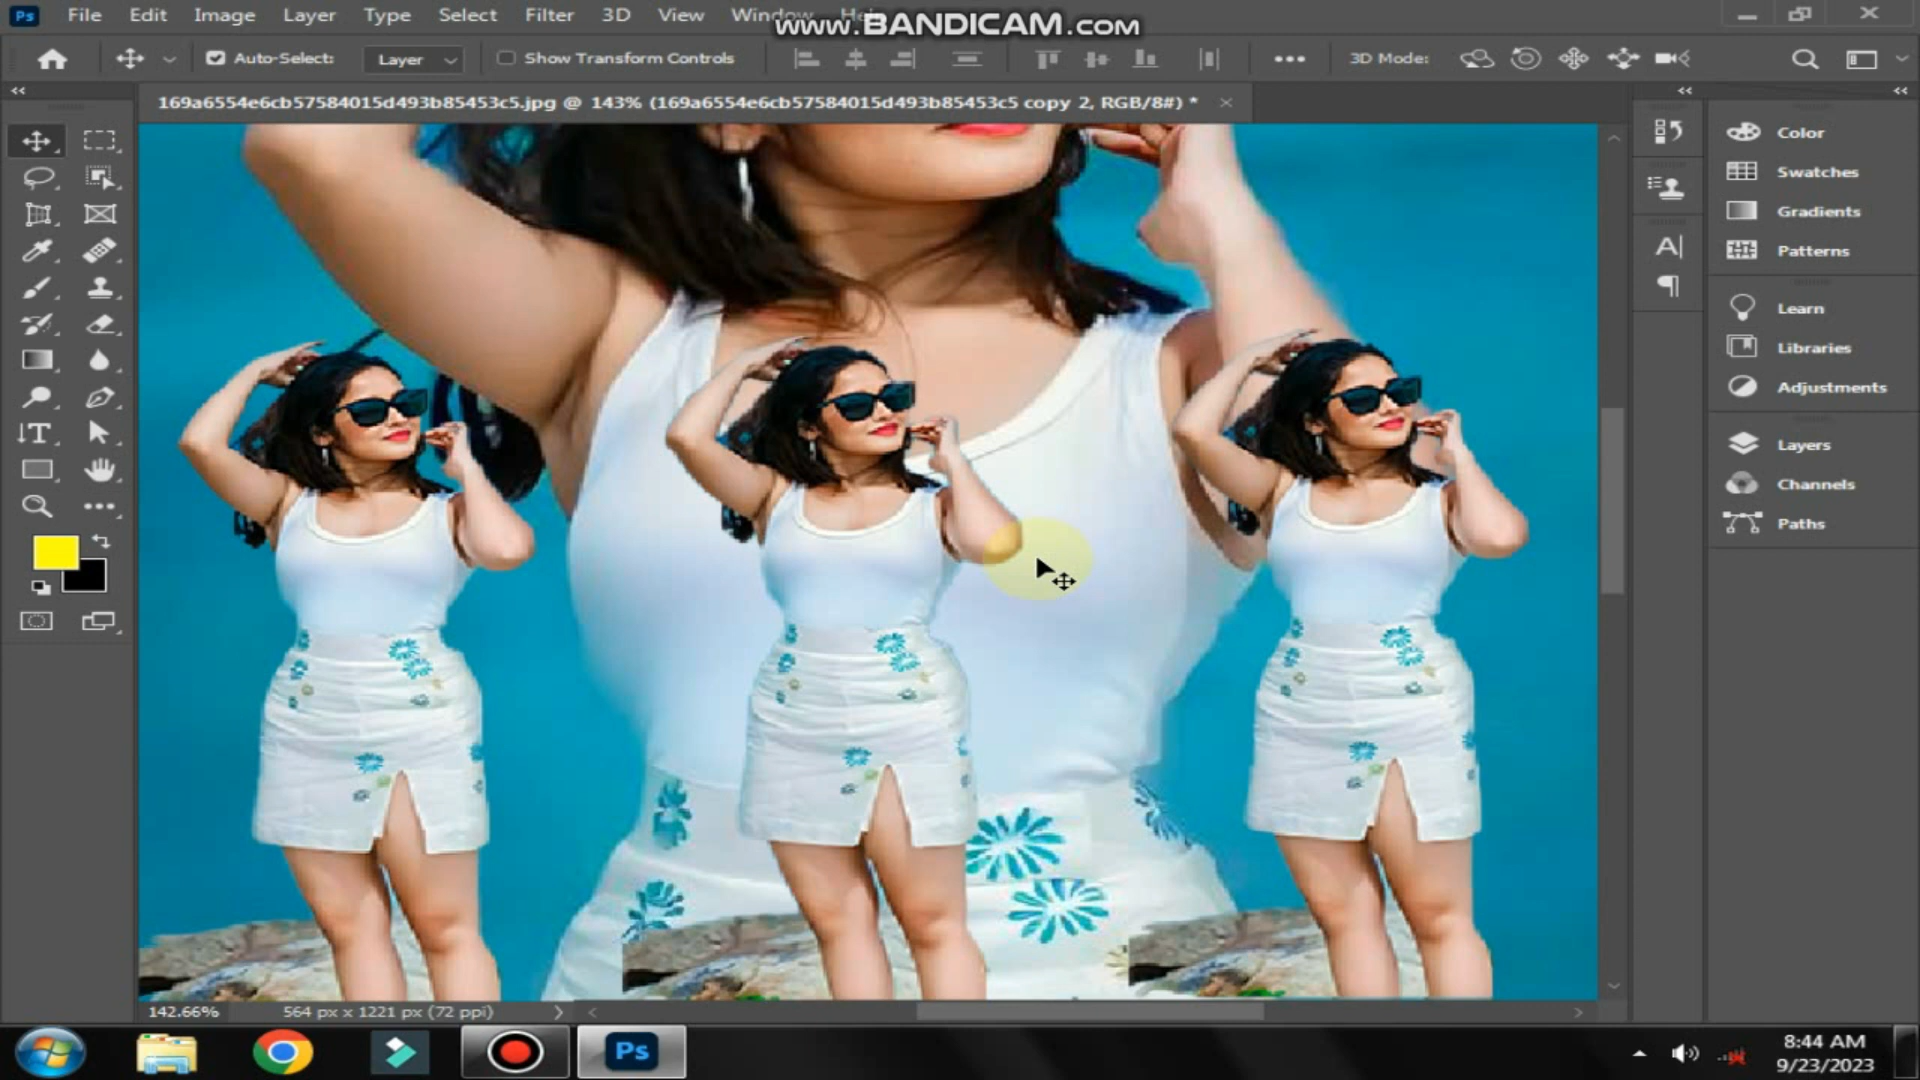 Ps File Edit Image Layer Type Select Filter 3D View Window
www.BANDICAM.com
Auto-Select: Layer Show Transform Controls 3D Mode:
169a6554e6cb57584015d493b85453c5.jpg @ 143% (169a6554e6cb57584015d493b85453c5 copy 2, RGB/8#) *
Color
Swatches
Gradients
Patterns
Learn
Libraries
Adjustments
Layers
Channels
Paths
142.66% 564 px x 1221 px (72 ppi)
Ps
8:44 AM
9/23/2023